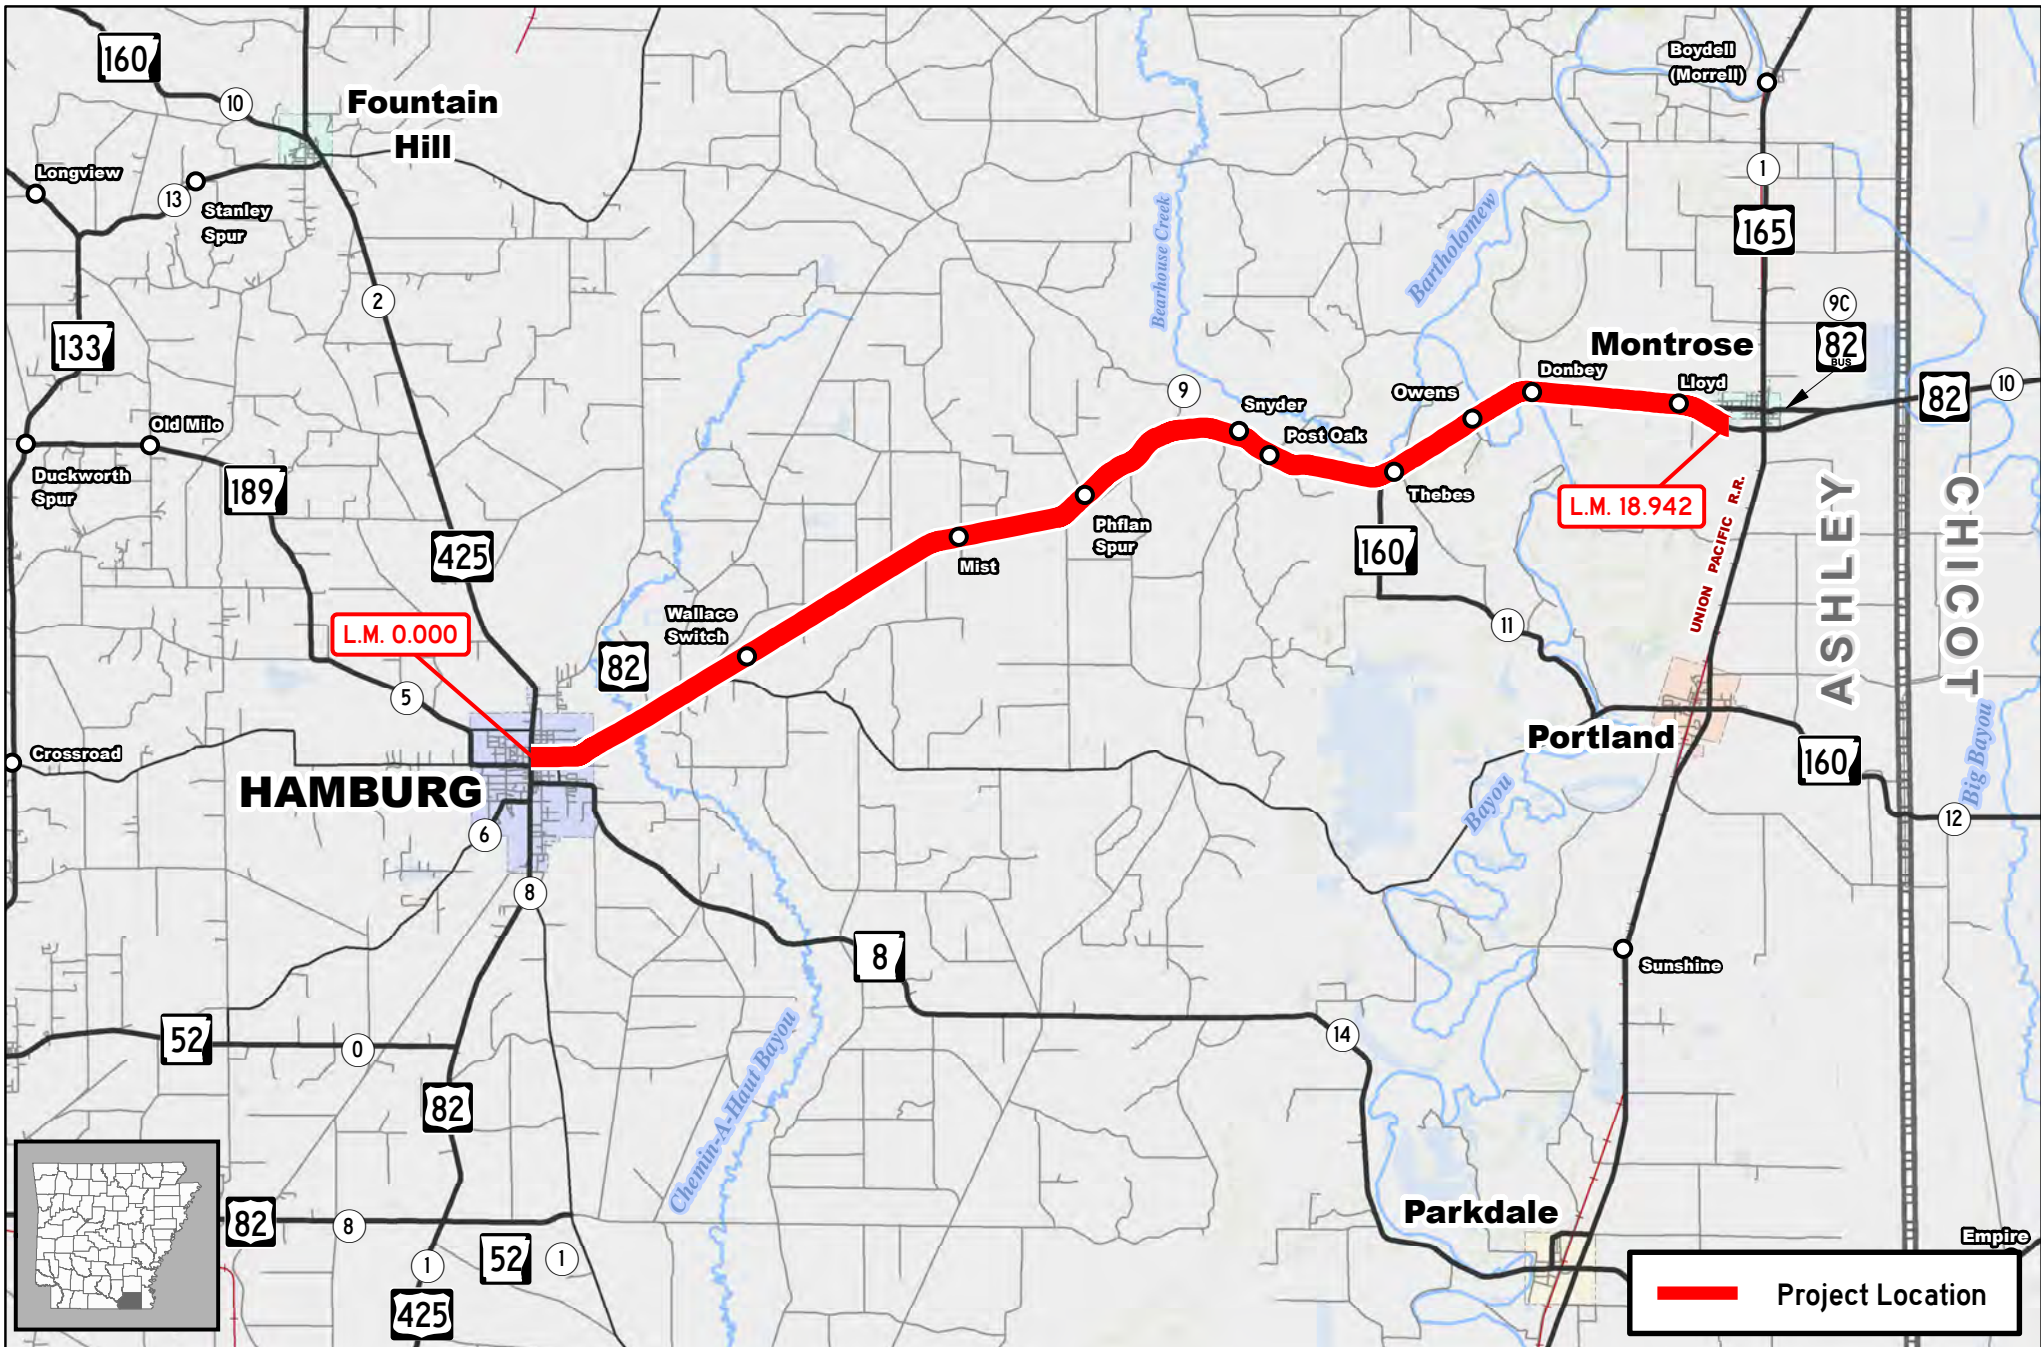 160
10
Fountain
Hill
Longview
13
Stanley
Spur
2
133
Old Milo
Duckworth
Spur
189
425
L.M. 0.000
5
Crossroad
HAMBURG
6
8
82
Wallace
Switch
Mist
Phflan
Spur
9
Snyder
Post Oak
Thebes
Owens
Donbey
Lloyd
Montrose
Boydell
(Morrell)
1
165
9C
82
BUS
82
10
L.M. 18.942
UNION PACIFIC R.R.
ASHLEY
CHICOT
Bearhouse Creek
Bartholomew
Bayou
160
11
Portland
160
12
Big Bayou
Sunshine
8
14
Chemin-A-Haut Bayou
52
0
82
82
8
1
425
52
1
Parkdale
Empire
Project Location